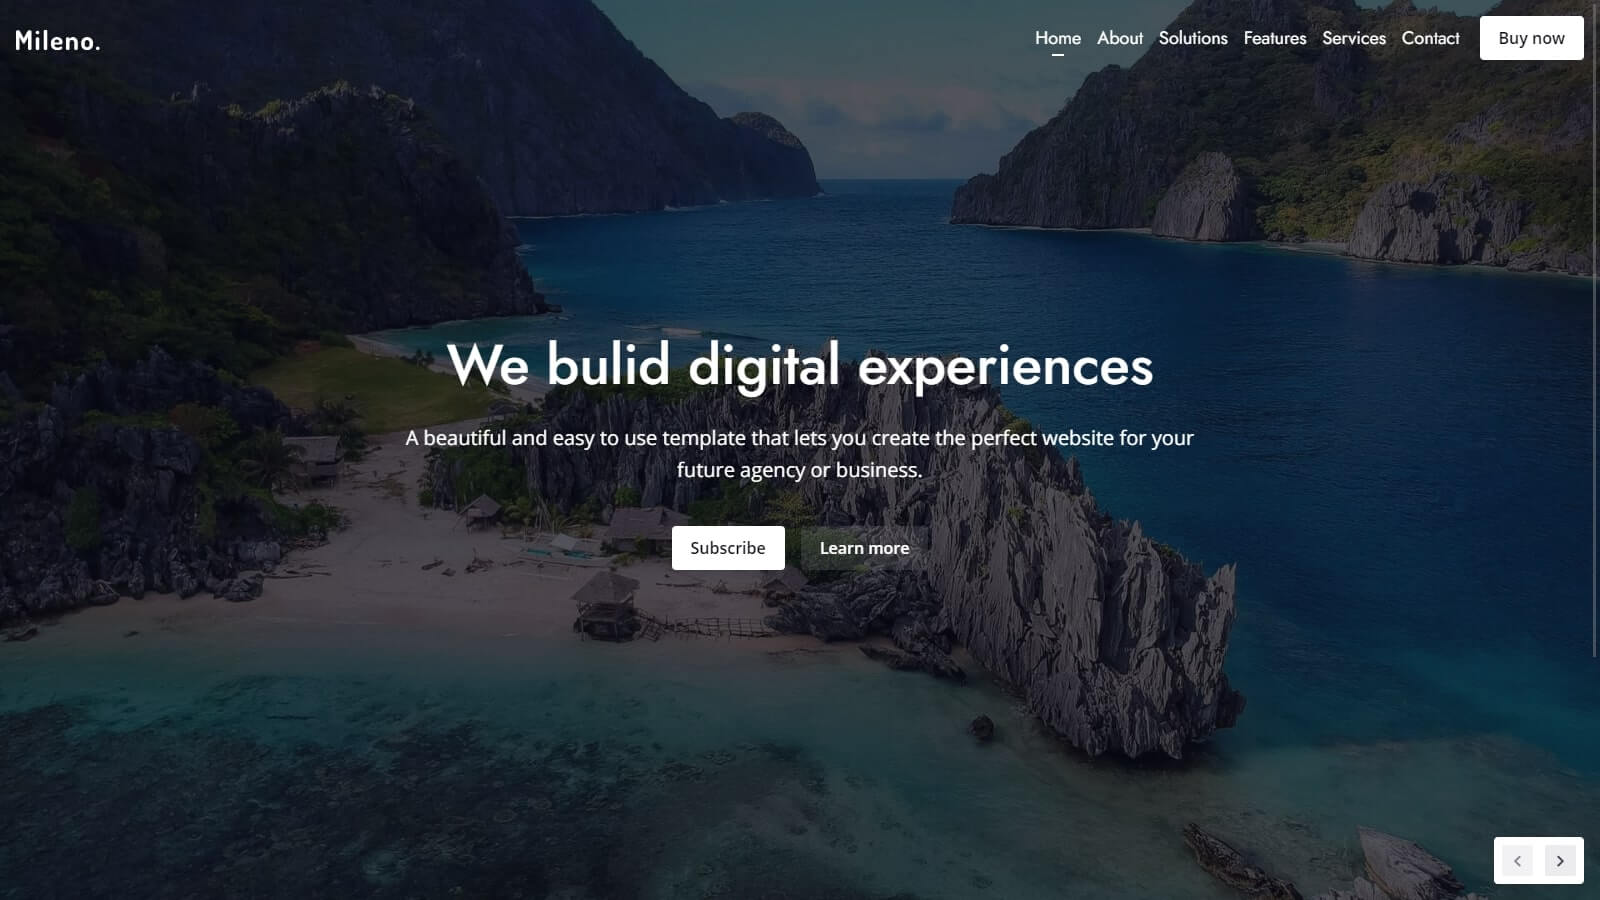 Mileno.
Home About Solutions Features Services Contact Buy now
We bulid digital experiences
A beautiful and easy to use template that lets you create the perfect website for your
future agency or business.
Subscribe Learn more